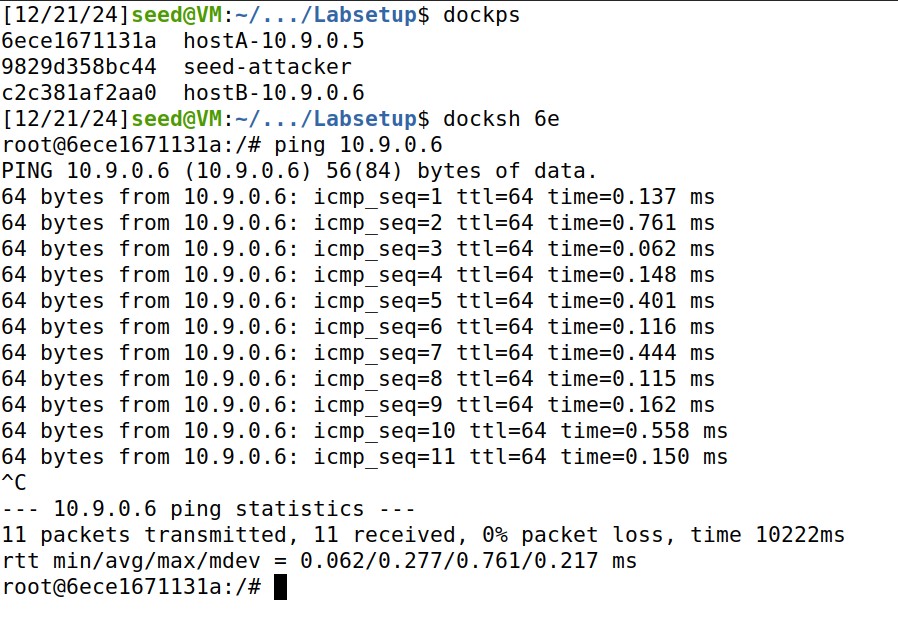 [12/21/24]seed@VM:~/.../Labsetup$ dockps
6ece1671131a  hostA-10.9.0.5
9829d358bc44  seed-attacker
c2c381af2aa0  hostB-10.9.0.6
[12/21/24]seed@VM:~/.../Labsetup$ docksh 6e
root@6ece1671131a:/# ping 10.9.0.6
PING 10.9.0.6 (10.9.0.6) 56(84) bytes of data.
64 bytes from 10.9.0.6: icmp_seq=1 ttl=64 time=0.137 ms
64 bytes from 10.9.0.6: icmp_seq=2 ttl=64 time=0.761 ms
64 bytes from 10.9.0.6: icmp_seq=3 ttl=64 time=0.062 ms
64 bytes from 10.9.0.6: icmp_seq=4 ttl=64 time=0.148 ms
64 bytes from 10.9.0.6: icmp_seq=5 ttl=64 time=0.401 ms
64 bytes from 10.9.0.6: icmp_seq=6 ttl=64 time=0.116 ms
64 bytes from 10.9.0.6: icmp_seq=7 ttl=64 time=0.444 ms
64 bytes from 10.9.0.6: icmp_seq=8 ttl=64 time=0.115 ms
64 bytes from 10.9.0.6: icmp_seq=9 ttl=64 time=0.162 ms
64 bytes from 10.9.0.6: icmp_seq=10 ttl=64 time=0.558 ms
64 bytes from 10.9.0.6: icmp_seq=11 ttl=64 time=0.150 ms
^C
--- 10.9.0.6 ping statistics ---
11 packets transmitted, 11 received, 0% packet loss, time 10222ms
rtt min/avg/max/mdev = 0.062/0.277/0.761/0.217 ms
root@6ece1671131a:/#